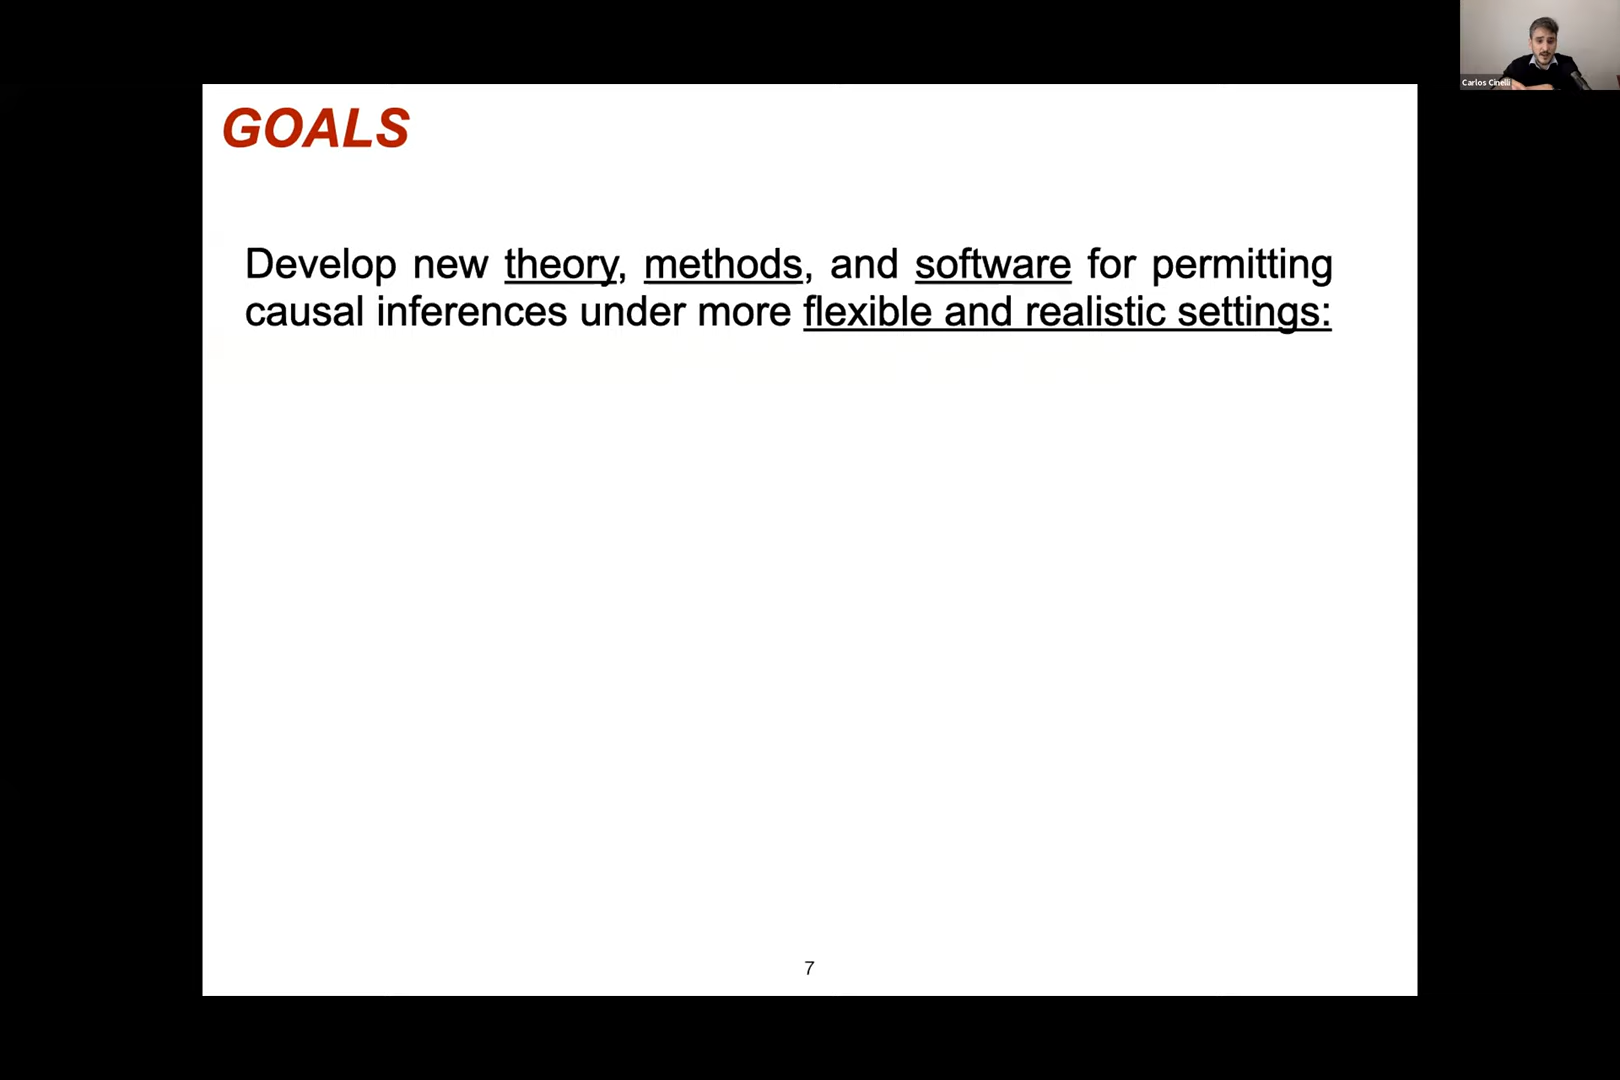 Carlos Cinelli
GOALS
Develop new theory, methods, and software for permitting
causal inferences under more flexible and realistic settings:
7